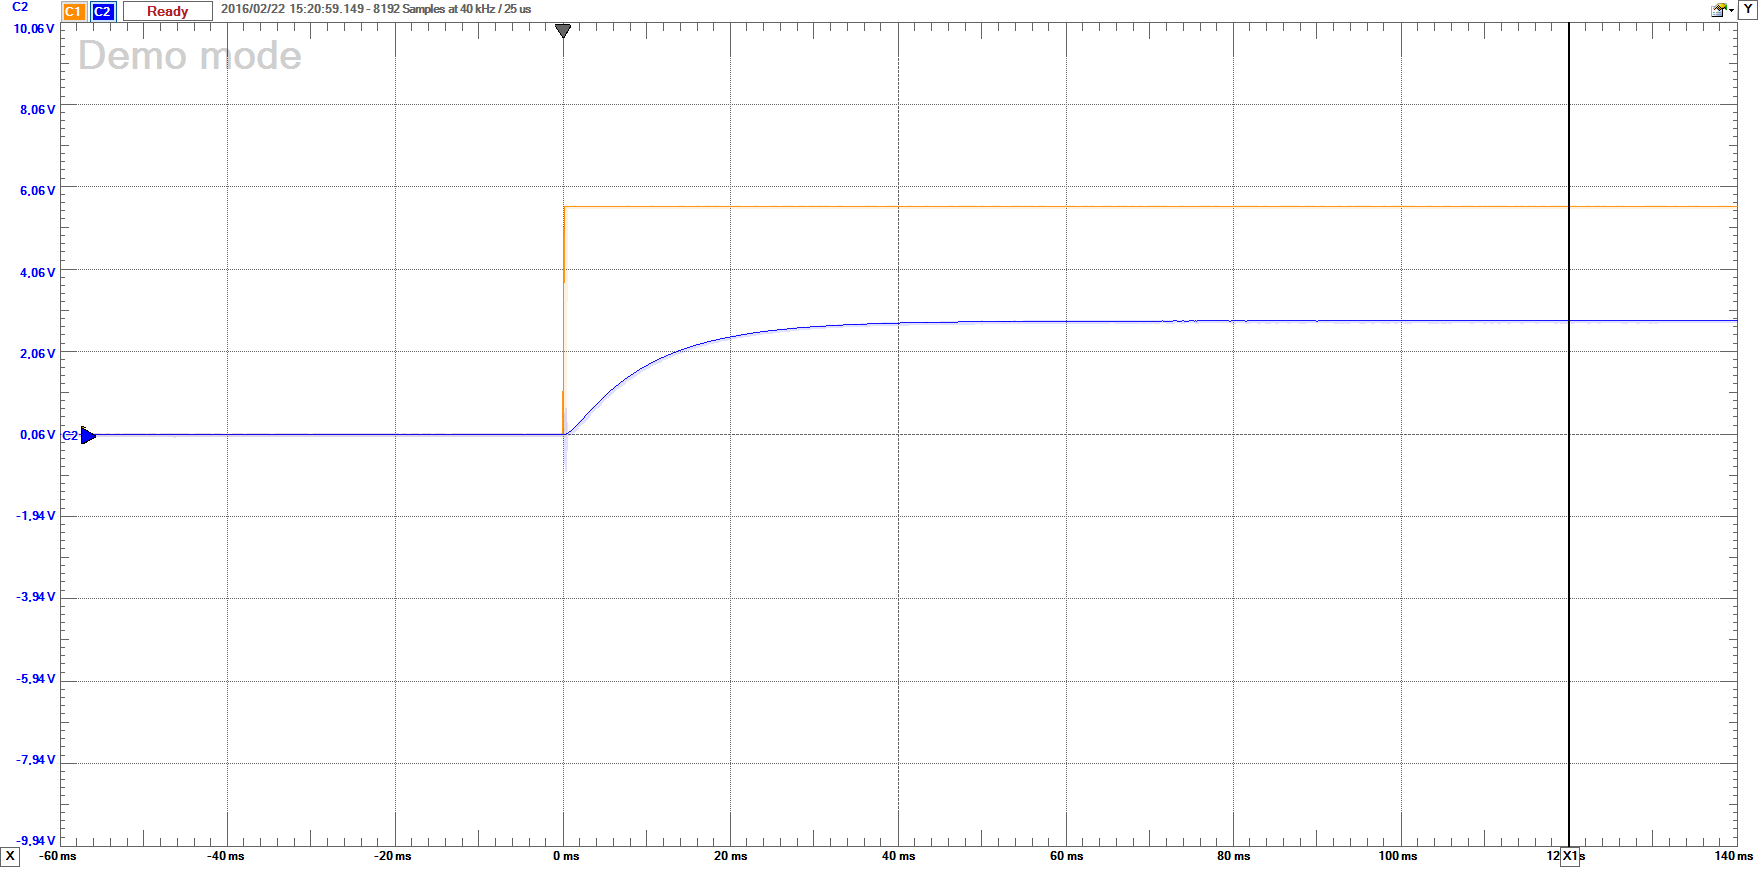 C2 C1 C2 Ready 2016/02/22 15:20:59.149 - 8192 Samples at 40 kHz / 25 us Y
10.06 V
Demo mode
8.06 V
6.06 V
4.06 V
2.06 V
0.06 V C2
-1.94 V
-3.94 V
-5.94 V
-7.94 V
-9.94 V
X -60 ms -40 ms -20 ms 0 ms 20 ms 40 ms 60 ms 80 ms 100 ms 12 X1 s 140 ms